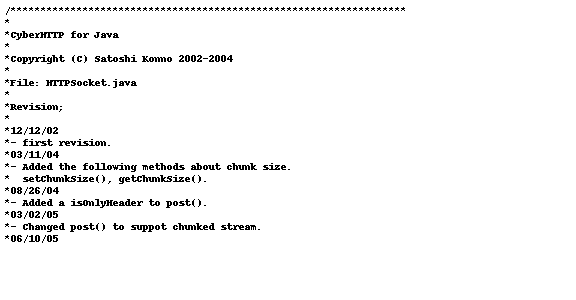 /******************************************************************
*
*CyberHTTP for Java
*
*Copyright (C) Satoshi Konno 2002-2004
*
*File: HTTPSocket.java
*
*Revision;
*
*12/12/02
*- first revision.
*03/11/04
*- Added the following methods about chunk size.
*  setChunkSize(), getChunkSize().
*08/26/04
*- Added a isOnlyHeader to post().
*03/02/05
*- Changed post() to suppot chunked stream.
*06/10/05